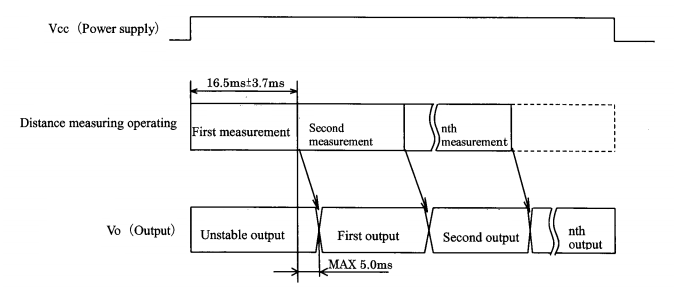 Vcc (Power supply)
16.5ms±3.7ms
Distance measuring operating
First measurement
Second
measurement
nth
measurement
Vo (Output)
Unstable output
First output
Second output
nth
output
MAX 5.0ms